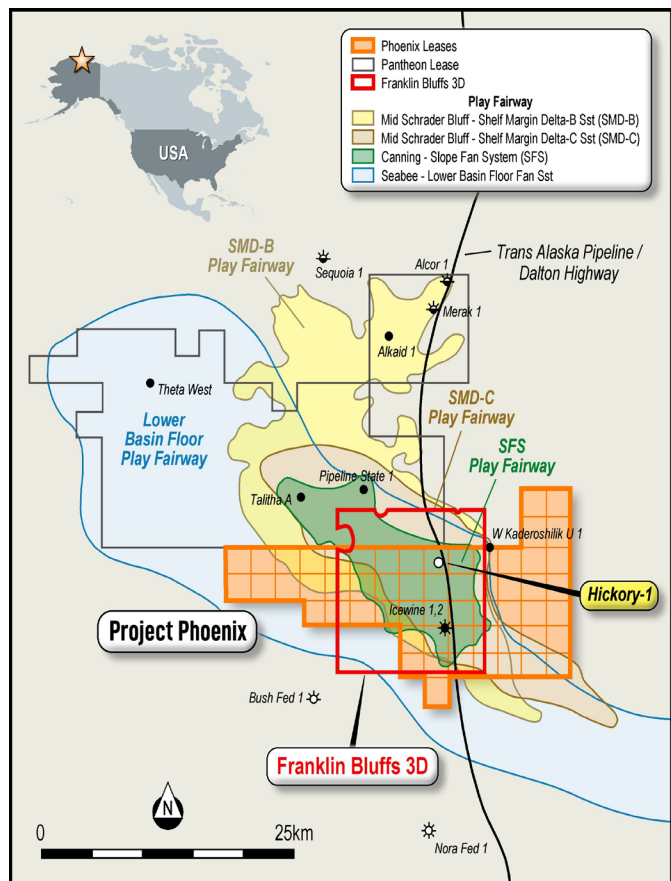 USA
Phoenix Leases
Pantheon Lease
Franklin Bluffs 3D
Play Fairway
Mid Schrader Bluff - Shelf Margin Delta-B Sst (SMD-B)
Mid Schrader Bluff - Shelf Margin Delta-C Sst (SMD-C)
Canning - Slope Fan System (SFS)
Seabee - Lower Basin Floor Fan Sst
SMD-B
Play Fairway
Sequoia 1
Alcor 1
Trans Alaska Pipeline /
Dalton Highway
Merak 1
Alkaid 1
Theta West
SMD-C
Play Fairway
Lower
Basin Floor
Play Fairway
SFS
Play Fairway
Pipeline State 1
Talitha A
W Kaderoshilik U 1
Hickory-1
Icewine 1,2
Project Phoenix
Bush Fed 1
Franklin Bluffs 3D
N
0
25km
Nora Fed 1